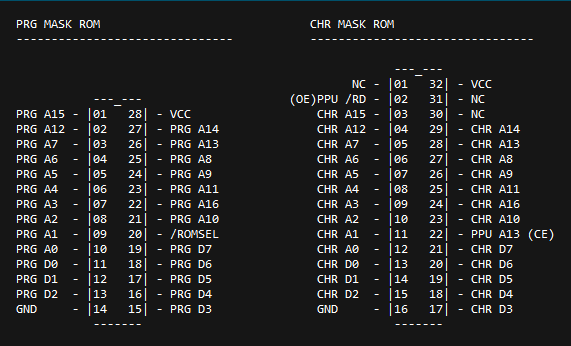 PRG MASK ROM                               CHR MASK ROM
-------------------------------            --------------------------------
                                                       ---_---
                                                 NC - |01   32| - VCC
           ---_---                      (OE)PPU /RD - |02   31| - NC
PRG A15 - |01   28| - VCC                   CHR A15 - |03   30| - NC
PRG A12 - |02   27| - PRG A14               CHR A12 - |04   29| - CHR A14
PRG A7  - |03   26| - PRG A13               CHR A7  - |05   28| - CHR A13
PRG A6  - |04   25| - PRG A8                CHR A6  - |06   27| - CHR A8
PRG A5  - |05   24| - PRG A9                CHR A5  - |07   26| - CHR A9
PRG A4  - |06   23| - PRG A11               CHR A4  - |08   25| - CHR A11
PRG A3  - |07   22| - PRG A16               CHR A3  - |09   24| - CHR A16
PRG A2  - |08   21| - PRG A10               CHR A2  - |10   23| - CHR A10
PRG A1  - |09   20| - /ROMSEL               CHR A1  - |11   22| - PPU A13 (CE)
PRG A0  - |10   19| - PRG D7                CHR A0  - |12   21| - CHR D7
PRG D0  - |11   18| - PRG D6                CHR D0  - |13   20| - CHR D6
PRG D1  - |12   17| - PRG D5                CHR D1  - |14   19| - CHR D5
PRG D2  - |13   16| - PRG D4                CHR D2  - |15   18| - CHR D4
GND     - |14   15| - PRG D3                GND     - |16   17| - CHR D3
           -------                                     -------